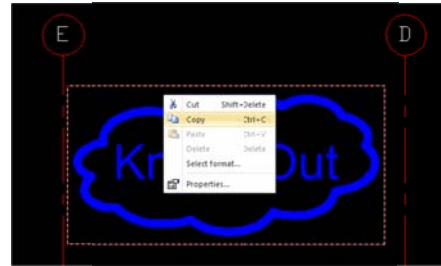 E
D
Cut Shift+Delete
Copy Ctrl+C
Paste Ctrl+V
Delete Delete
Select format...
Properties...
Kn Out